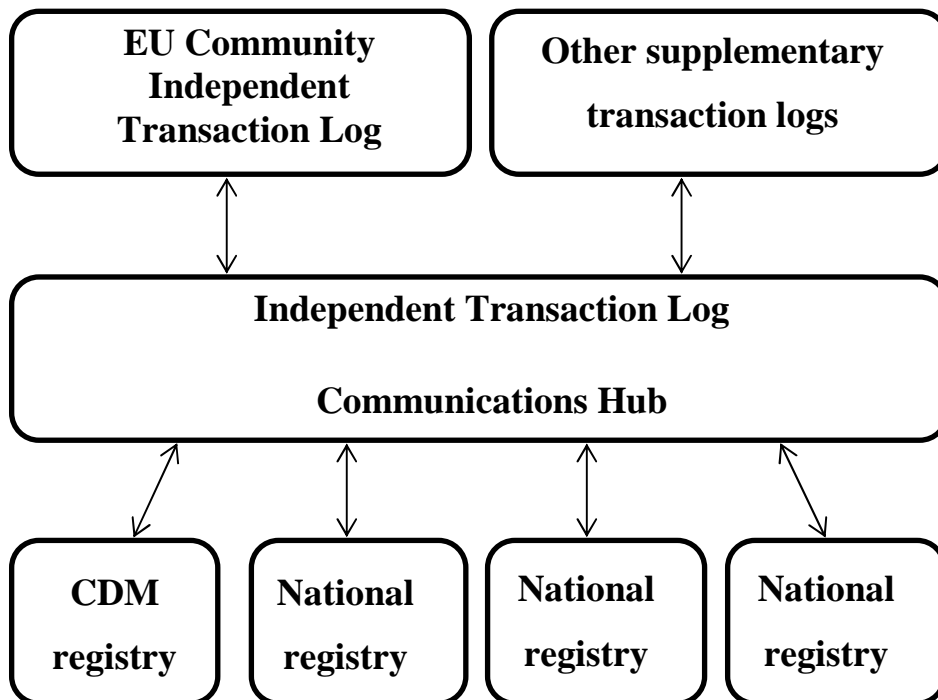 EU Community
Independent
Transaction Log
Other supplementary
transaction logs
Independent Transaction Log
Communications Hub
CDM
registry
National
registry
National
registry
National
registry